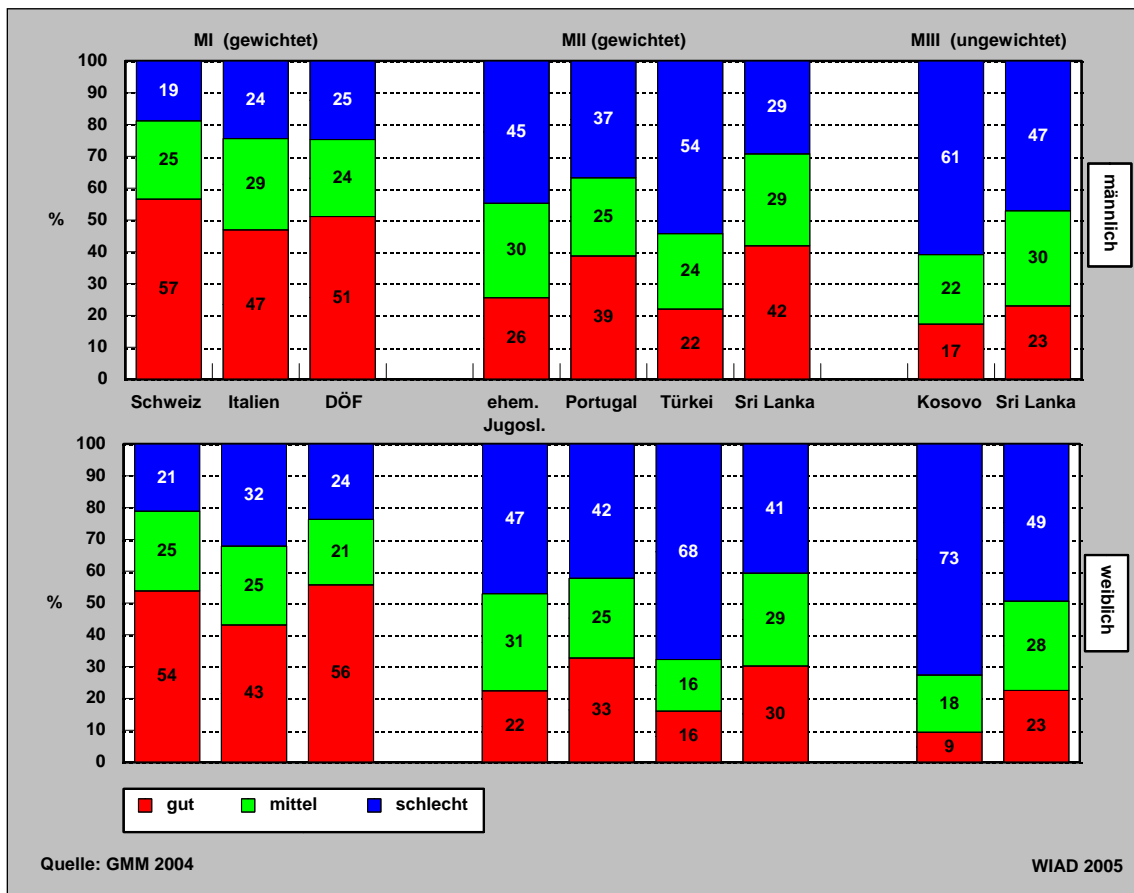 MI (gewichtet) MII (gewichtet) MIII (ungewichtet)
100
90
80
70
60
50
40
30
20
10
0
%
19 24 25 45 37 54 29 61 47
25 29 24 30 25 24 29 22 30
57 47 51 26 39 22 42 17 23
männlich
Schweiz Italien DÖF ehem. Jugosl. Portugal Türkei Sri Lanka Kosovo Sri Lanka
100
90
80
70
60
50
40
30
20
10
0
%
21 32 24 47 42 68 41 73 49
25 25 21 31 25 16 29 18 28
54 43 56 22 33 16 30 9 23
weiblich
gut mittel schlecht
Quelle: GMM 2004 WIAD 2005